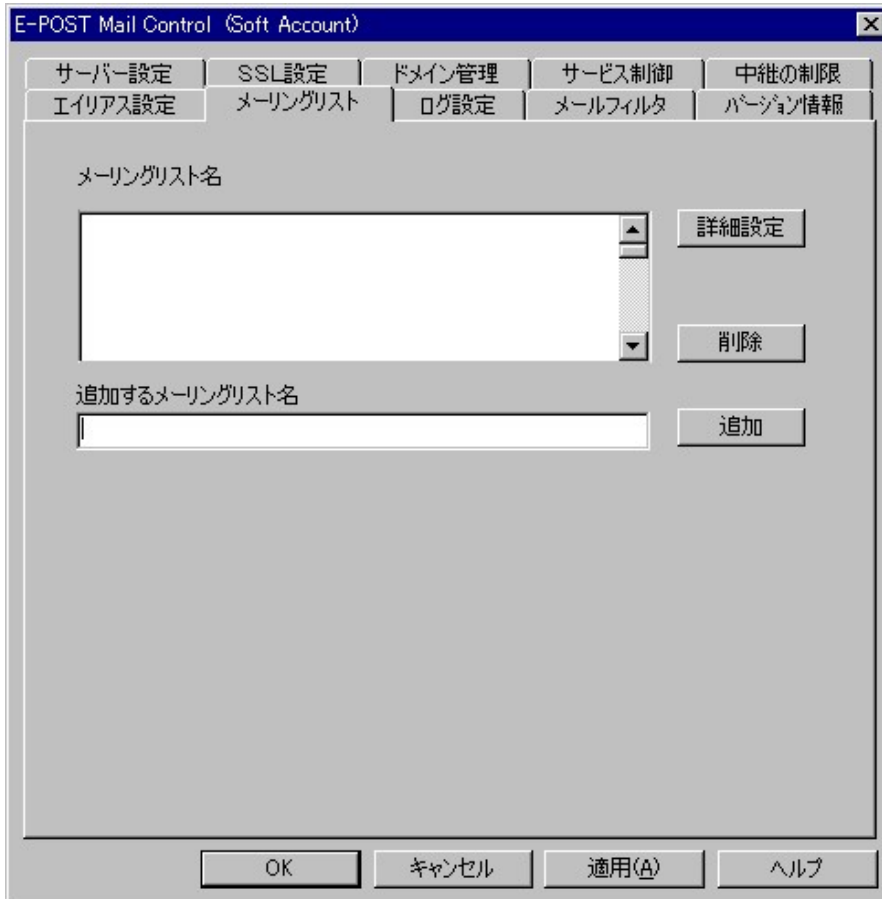 E-POST Mail Control (Soft Account)
サーバー設定 SSL設定 ドメイン管理 サービス制御 中継の制限
エイリアス設定 メーリングリスト ログ設定 メールフィルタ バージョン情報
メーリングリスト名
詳細設定
削除
追加するメーリングリスト名
追加
OK キャンセル 適用(A) ヘルプ